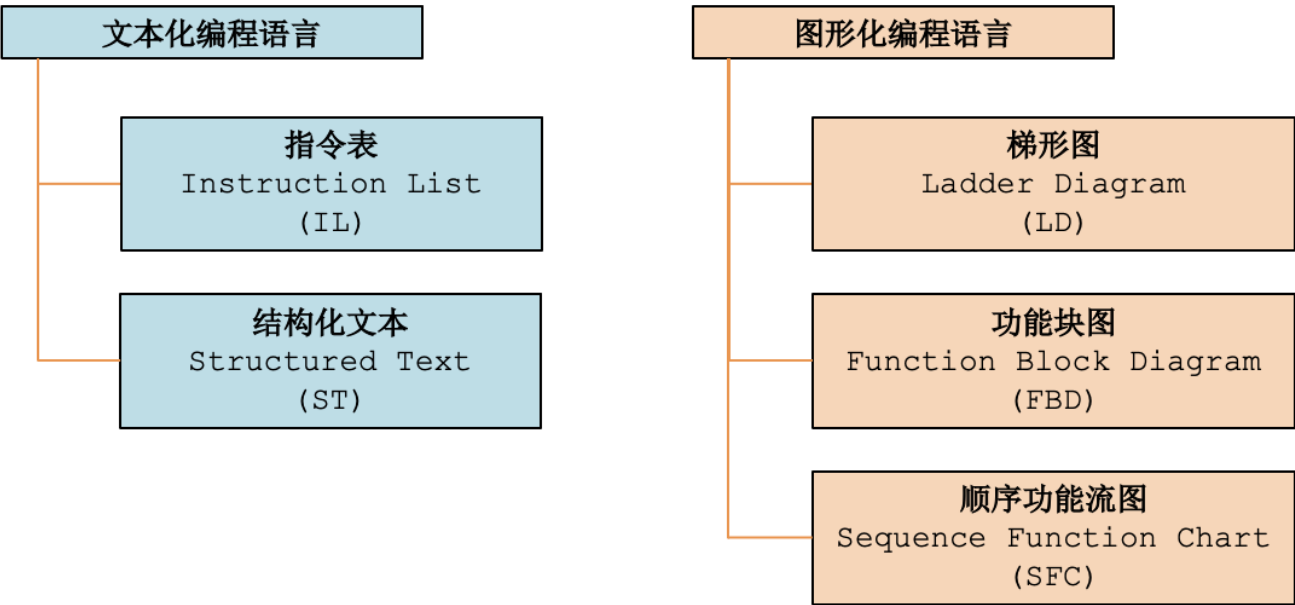 文本化编程语言
指令表
Instruction List
(IL)
结构化文本
Structured Text
(ST)
图形化编程语言
梯形图
Ladder Diagram
(LD)
功能块图
Function Block Diagram
(FBD)
顺序功能流图
Sequence Function Chart
(SFC)